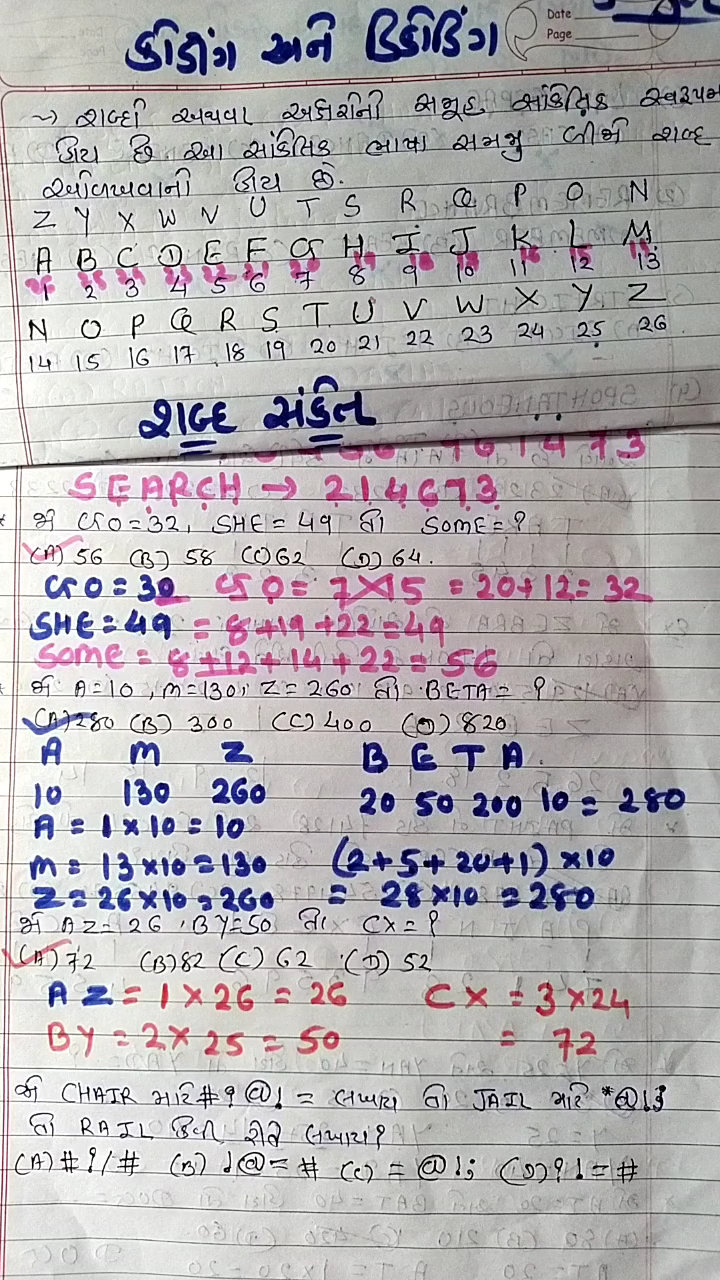 Date
Page
કોડીંગ અને ડિકોડિંગ
→ શબ્દો અથવા અક્ષરોનો સમૂહ સાંકેતિક સ્વરૂપમાં
હોય છે આ સાંકેતિક ભાષા સમજી બીજો શબ્દ
ઓળખવાનો હોય છે.
Z Y X W V U T S R Q P O N
A B C D E F G H I J K L M
1 2 3 4 5 6 7 8 9 10 11 12 13
N O P Q R S T U V W X Y Z
14 15 16 17 18 19 20 21 22 23 24 25 26
શબ્દ સંકેત
SEARCH → 214673
* જો GO = 32, SHE = 49 તો SOME = ?
(A) 56 (B) 58 (C) 62 (D) 64.
GO = 30 GO = 7×15 = 20+12 = 32
SHE = 49 = 8+19+22 = 49
SOME = 8+12+14+22 = 56
* જો A=10, M=130, Z=260 તો BETA = ?
(A) 280 (B) 300 (C) 400 (D) 820
A M Z B E T A
10 130 260 20 50 200 10 = 280
A = 1×10 = 10
M = 13×10 = 130 (2+5+20+1)×10
Z = 26×10 = 260 = 28×10 = 280
જો AZ = 26, BY = 50 તો CX = ?
(A) 72 (B) 82 (C) 62 (D) 52
AZ = 1×26 = 26 CX = 3×24
BY = 2×25 = 50 = 72
જો CHAIR માટે #?@! = લખાય તો JAIL માટે *@!;
તો RAIL કેવી રીતે લખાય?
(A) #?/# (B) !@=# (C) =@!; (D) ?!=#